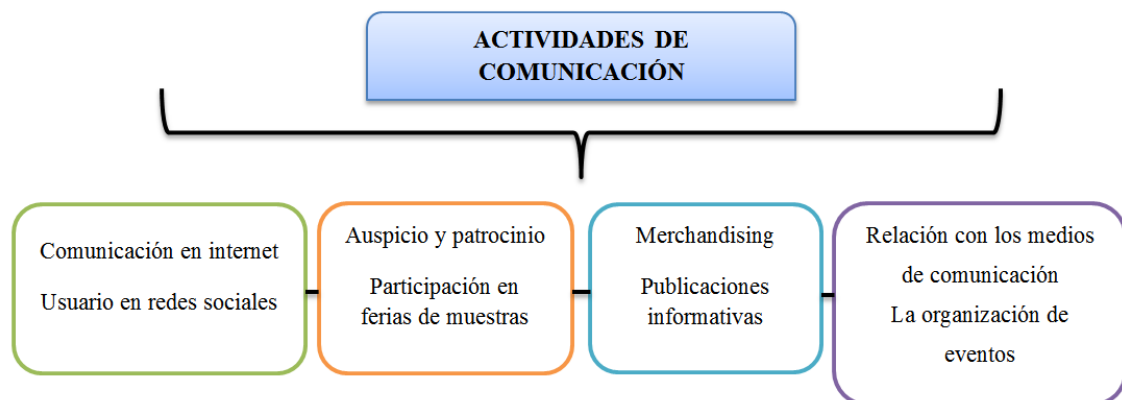 ACTIVIDADES DE
COMUNICACIÓN
Comunicación en internet
Usuario en redes sociales
Auspicio y patrocinio
Participación en
ferias de muestras
Merchandising
Publicaciones
informativas
Relación con los medios
de comunicación
La organización de
eventos